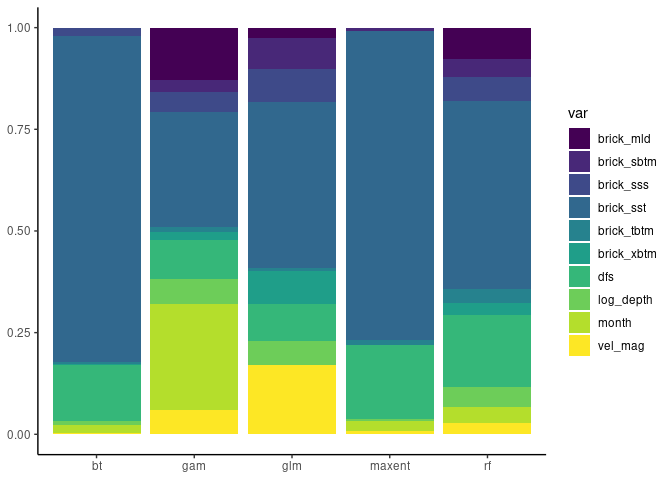 1.00
0.75
0.50
0.25
0.00
bt gam glm maxent rf
var
brick_mld
brick_sbtm
brick_sss
brick_sst
brick_tbtm
brick_xbtm
dfs
log_depth
month
vel_mag